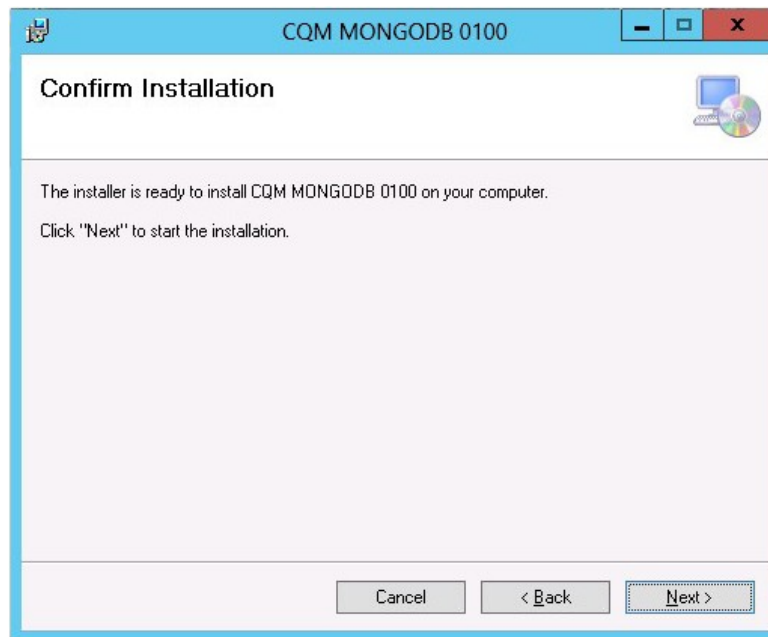 CQM MONGODB 0100
Confirm Installation
The installer is ready to install CQM MONGODB 0100 on your computer.
Click "Next" to start the installation.
Cancel
< Back
Next >